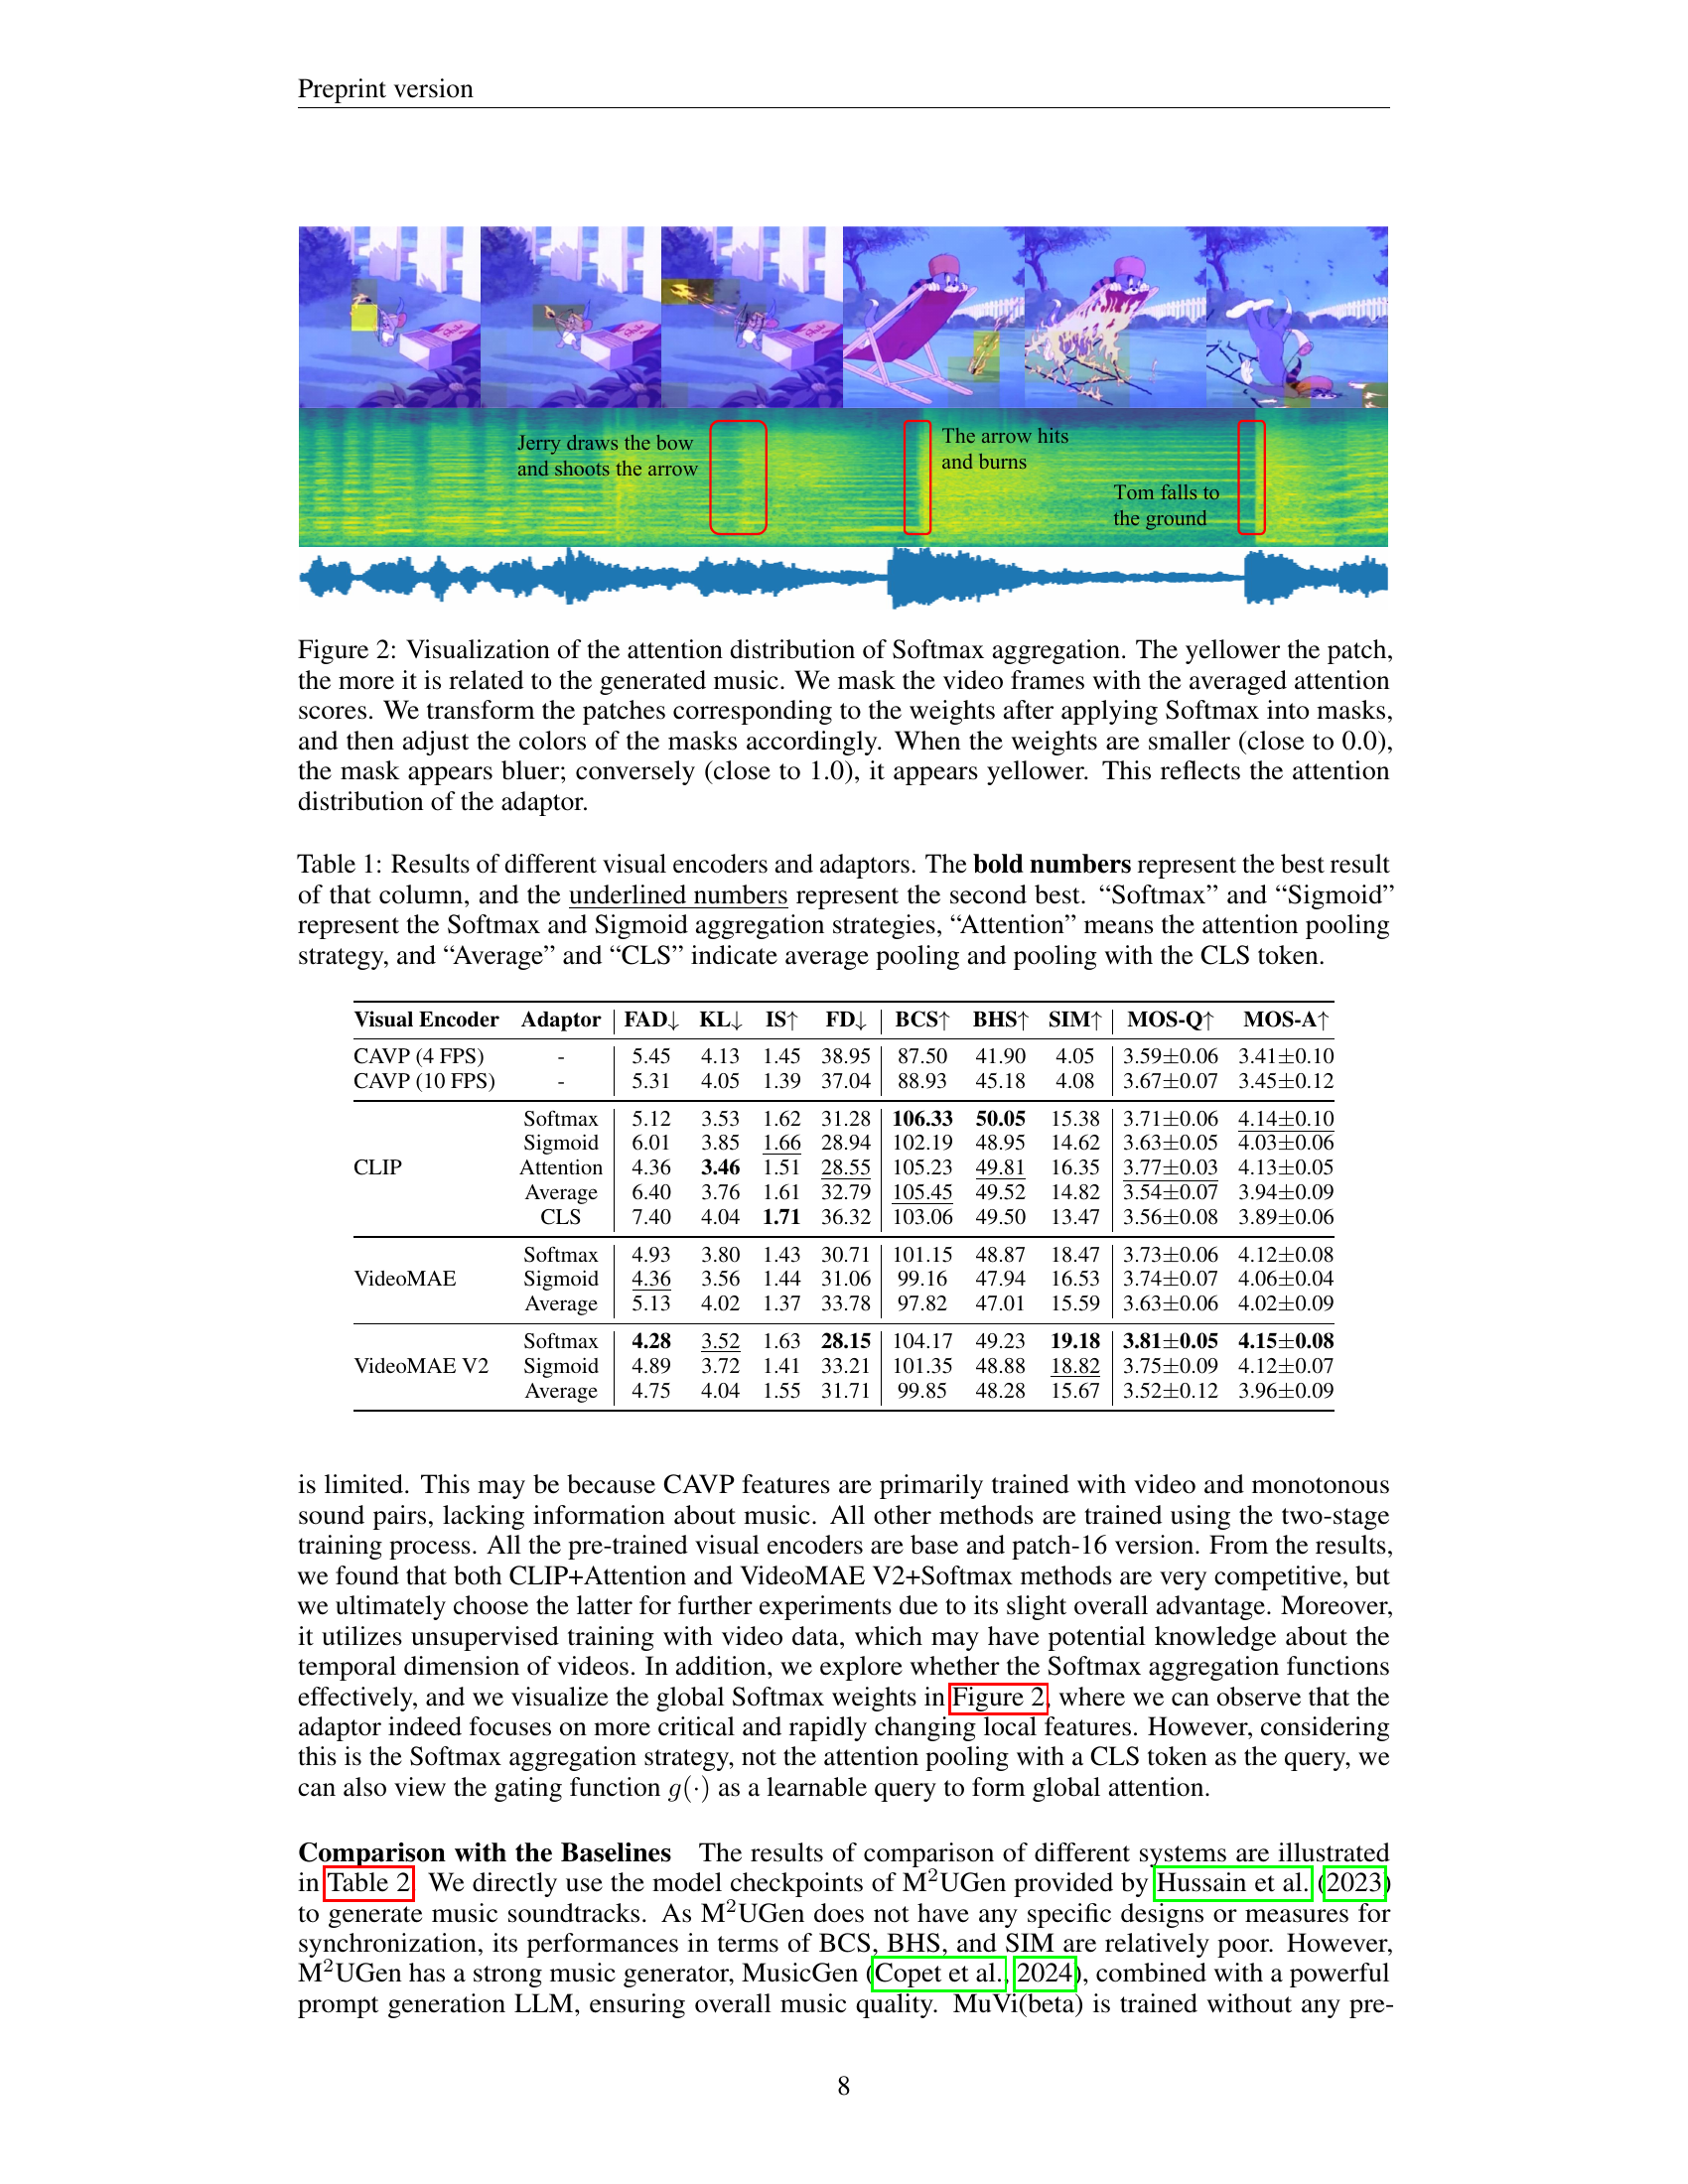 Preprint version
Jerry draws the bow
and shoots the arrow
The arrow hits
and burns
Tom falls to
the ground
Figure 2: Visualization of the attention distribution of Softmax aggregation. The yellower the patch,
the more it is related to the generated music. We mask the video frames with the averaged attention
scores. We transform the patches corresponding to the weights after applying Softmax into masks,
and then adjust the colors of the masks accordingly. When the weights are smaller (close to 0.0),
the mask appears bluer; conversely (close to 1.0), it appears yellower. This reflects the attention
distribution of the adaptor.
Table 1: Results of different visual encoders and adaptors. The bold numbers represent the best result
of that column, and the underlined numbers represent the second best. “Softmax” and “Sigmoid”
represent the Softmax and Sigmoid aggregation strategies, “Attention” means the attention pooling
strategy, and “Average” and “CLS” indicate average pooling and pooling with the CLS token.
Visual Encoder Adaptor FAD↓ KL↓ IS↑ FD↓ BCS↑ BHS↑ SIM↑ MOS-Q↑ MOS-A↑
CAVP (4 FPS) - 5.45 4.13 1.45 38.95 87.50 41.90 4.05 3.59±0.06 3.41±0.10
CAVP (10 FPS) - 5.31 4.05 1.39 37.04 88.93 45.18 4.08 3.67±0.07 3.45±0.12
Softmax 5.12 3.53 1.62 31.28 106.33 50.05 15.38 3.71±0.06 4.14±0.10
Sigmoid 6.01 3.85 1.66 28.94 102.19 48.95 14.62 3.63±0.05 4.03±0.06
CLIP Attention 4.36 3.46 1.51 28.55 105.23 49.81 16.35 3.77±0.03 4.13±0.05
Average 6.40 3.76 1.61 32.79 105.45 49.52 14.82 3.54±0.07 3.94±0.09
CLS 7.40 4.04 1.71 36.32 103.06 49.50 13.47 3.56±0.08 3.89±0.06
Softmax 4.93 3.80 1.43 30.71 101.15 48.87 18.47 3.73±0.06 4.12±0.08
VideoMAE Sigmoid 4.36 3.56 1.44 31.06 99.16 47.94 16.53 3.74±0.07 4.06±0.04
Average 5.13 4.02 1.37 33.78 97.82 47.01 15.59 3.63±0.06 4.02±0.09
Softmax 4.28 3.52 1.63 28.15 104.17 49.23 19.18 3.81±0.05 4.15±0.08
VideoMAE V2 Sigmoid 4.89 3.72 1.41 33.21 101.35 48.88 18.82 3.75±0.09 4.12±0.07
Average 4.75 4.04 1.55 31.71 99.85 48.28 15.67 3.52±0.12 3.96±0.09
is limited. This may be because CAVP features are primarily trained with video and monotonous
sound pairs, lacking information about music. All other methods are trained using the two-stage
training process. All the pre-trained visual encoders are base and patch-16 version. From the results,
we found that both CLIP+Attention and VideoMAE V2+Softmax methods are very competitive, but
we ultimately choose the latter for further experiments due to its slight overall advantage. Moreover,
it utilizes unsupervised training with video data, which may have potential knowledge about the
temporal dimension of videos. In addition, we explore whether the Softmax aggregation functions
effectively, and we visualize the global Softmax weights in Figure 2, where we can observe that the
adaptor indeed focuses on more critical and rapidly changing local features. However, considering
this is the Softmax aggregation strategy, not the attention pooling with a CLS token as the query, we
can also view the gating function g(·) as a learnable query to form global attention.
Comparison with the Baselines The results of comparison of different systems are illustrated
in Table 2. We directly use the model checkpoints of M²UGen provided by Hussain et al. (2023)
to generate music soundtracks. As M²UGen does not have any specific designs or measures for
synchronization, its performances in terms of BCS, BHS, and SIM are relatively poor. However,
M²UGen has a strong music generator, MusicGen (Copet et al., 2024), combined with a powerful
prompt generation LLM, ensuring overall music quality. MuVi(beta) is trained without any pre-
8